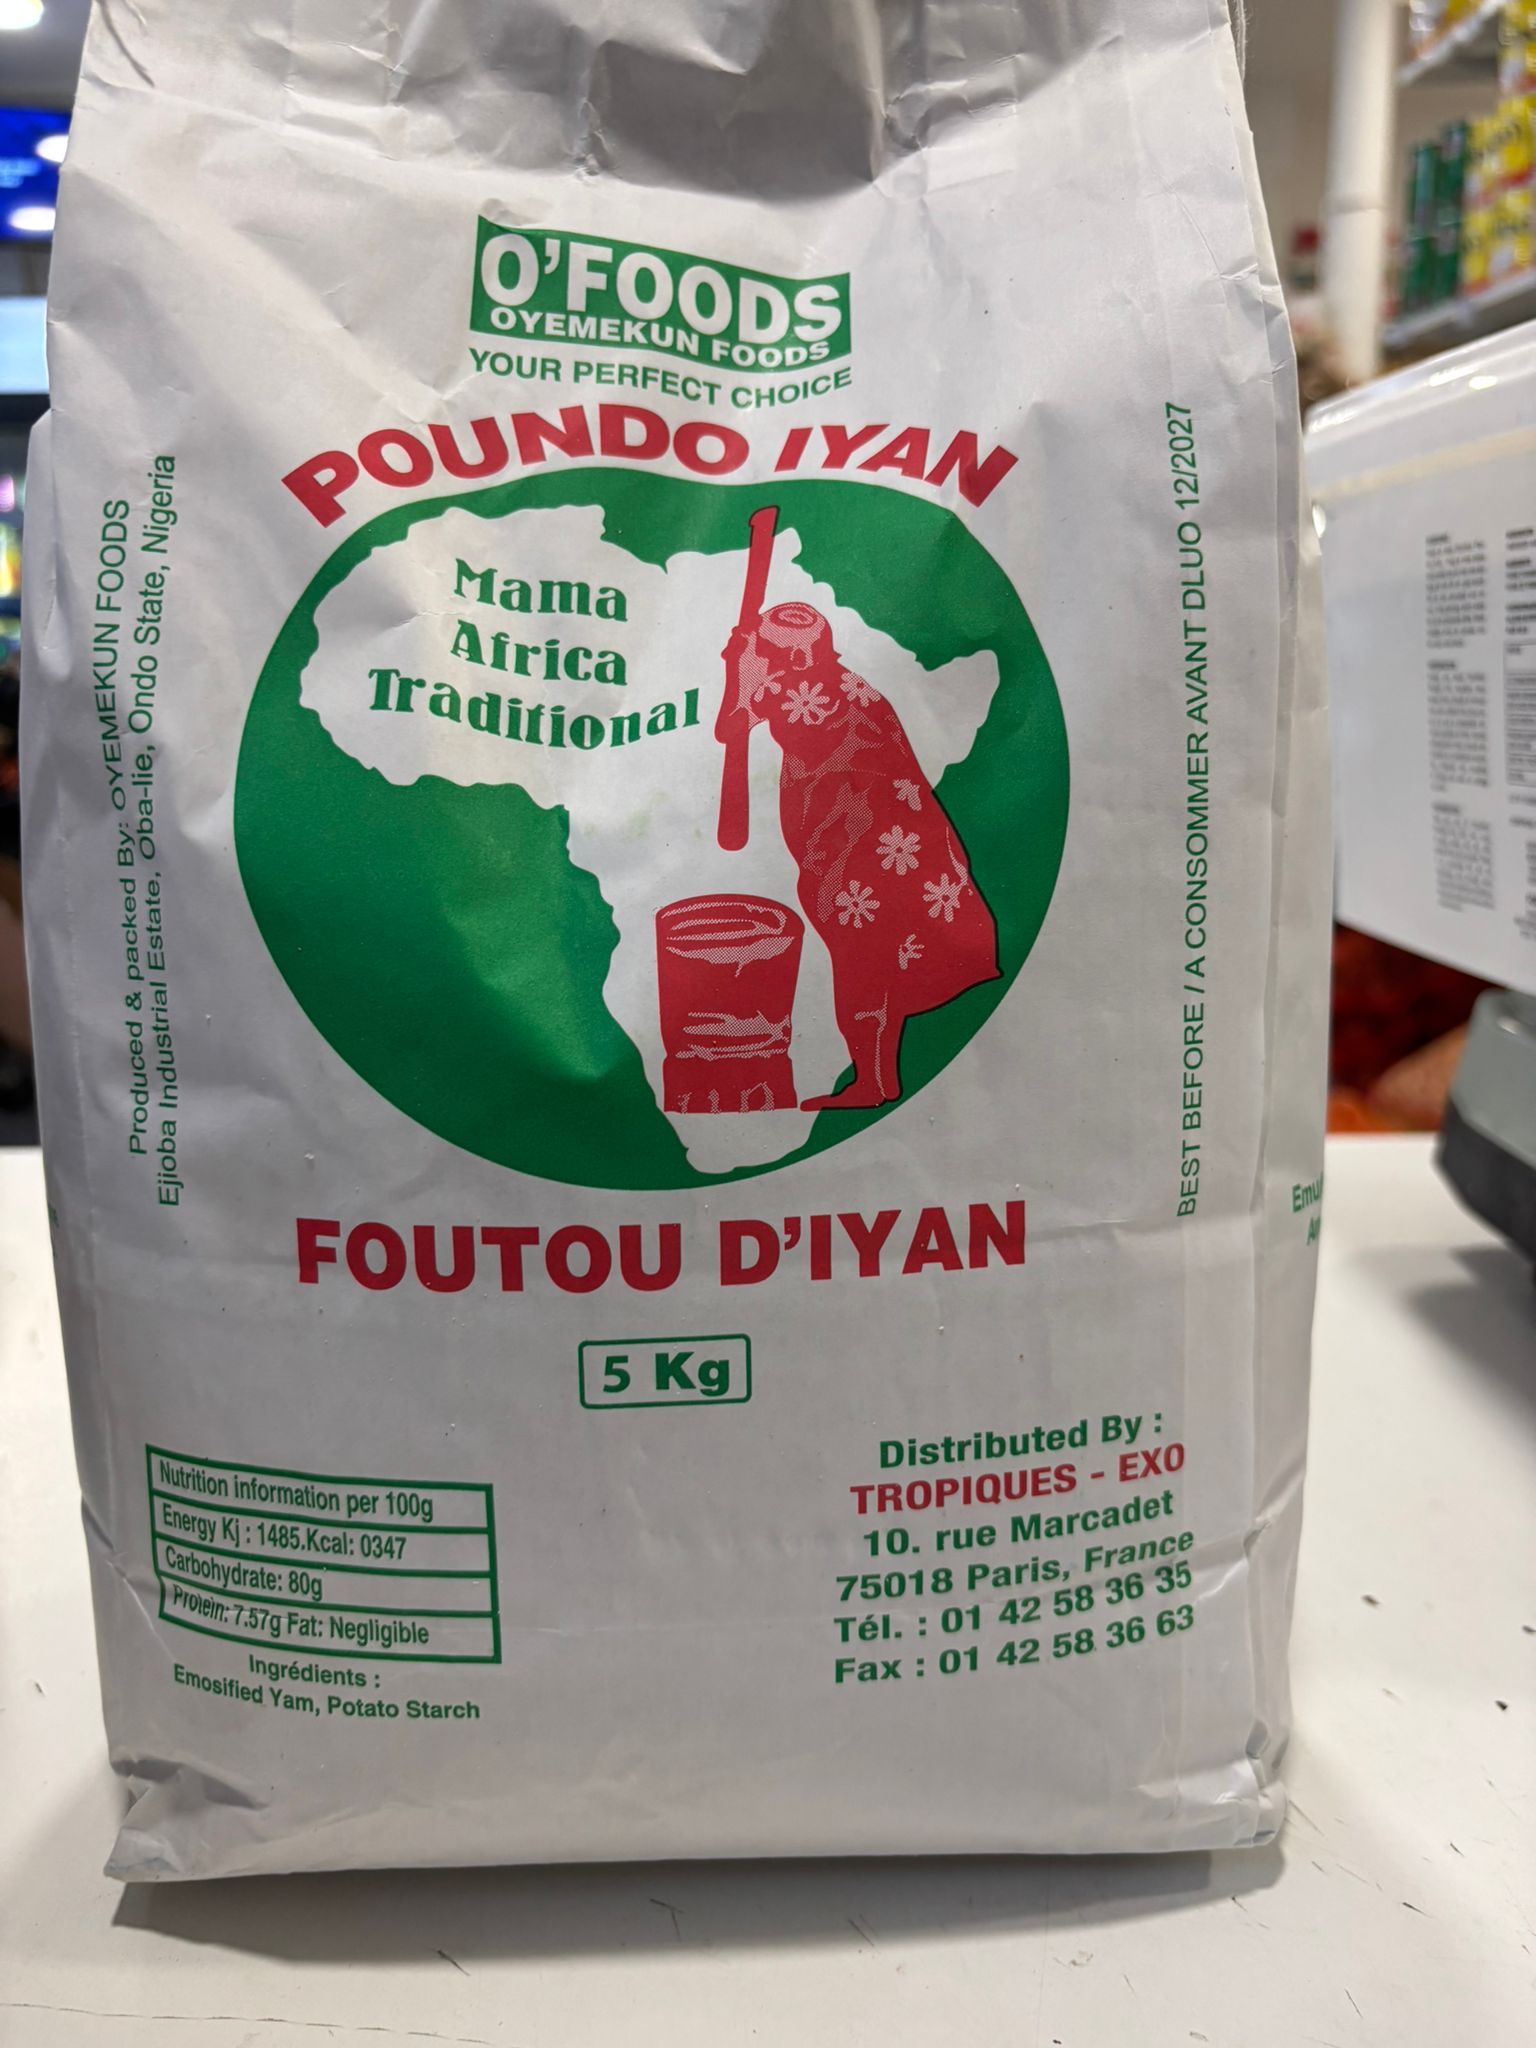 O'FOODS
OYEMEKUN FOODS
YOUR PERFECT CHOICE
POUNDO IYAN
Mama
Africa
Traditional
Produced & packed By: OYEMEKUN FOODS
Ejioba Industrial Estate, Oba-lie, Ondo State, Nigeria
BEST BEFORE / A CONSOMMER AVANT DLUO 12/2027
FOUTOU D'IYAN
5 Kg
Nutrition information per 100g
Energy Kj : 1485.Kcal: 0347
Carbohydrate: 80g
Protein: 7.57g Fat: Negligible
Ingrédients :
Emosified Yam, Potato Starch
Distributed By :
TROPIQUES - EXO
10. rue Marcadet
75018 Paris, France
Tél. : 01 42 58 36 35
Fax : 01 42 58 36 63